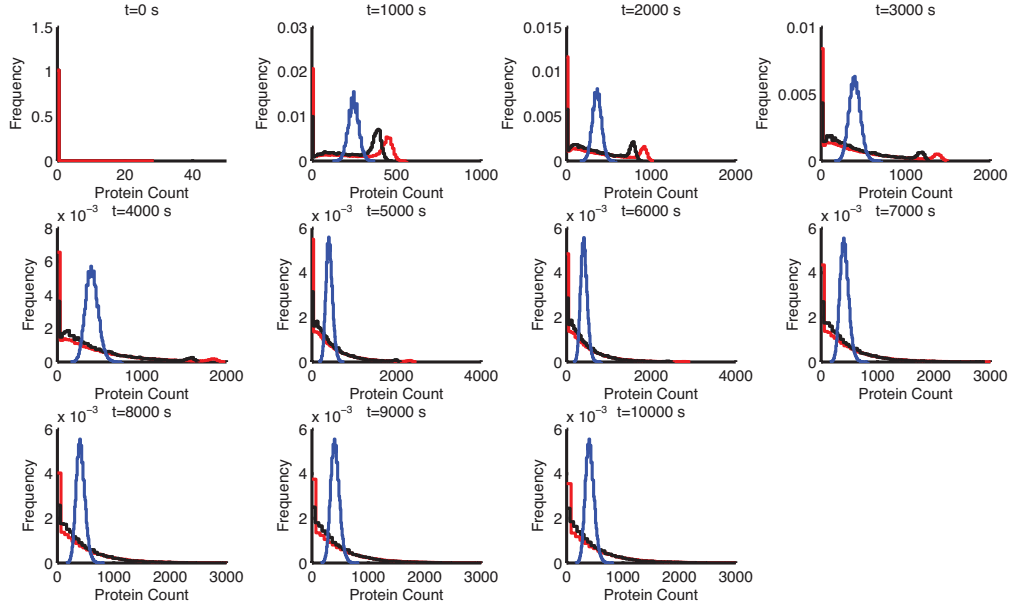 t=0 s
t=1000 s
t=2000 s
t=3000 s
1.5
1
0.5
0
Frequency
0 20 40
Protein Count
0.03
0.02
0.01
0
Frequency
0 500 1000
Protein Count
0.015
0.01
0.005
0
Frequency
0 1000 2000
Protein Count
0.01
0.005
0
Frequency
0 1000 2000
Protein Count
x 10⁻³ t=4000 s
8
6
4
2
0
Frequency
0 1000 2000
Protein Count
x 10⁻³ t=5000 s
6
4
2
0
Frequency
0 2000 4000
Protein Count
x 10⁻³ t=6000 s
6
4
2
0
Frequency
0 2000 4000
Protein Count
x 10⁻³ t=7000 s
6
4
2
0
Frequency
0 1000 2000 3000
Protein Count
x 10⁻³ t=8000 s
6
4
2
0
Frequency
0 1000 2000 3000
Protein Count
x 10⁻³ t=9000 s
6
4
2
0
Frequency
0 1000 2000 3000
Protein Count
x 10⁻³ t=10000 s
6
4
2
0
Frequency
0 1000 2000 3000
Protein Count